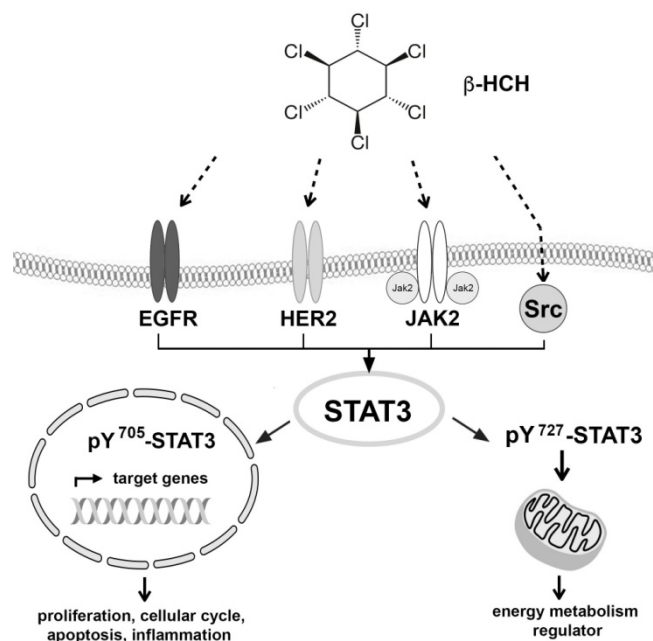 Cl Cl
Cl Cl
β-HCH
Cl Cl
Jak2 Jak2
EGFR HER2 JAK2 Src
STAT3
pY705-STAT3
pY727-STAT3
target genes
proliferation, cellular cycle,
apoptosis, inflammation
energy metabolism
regulator